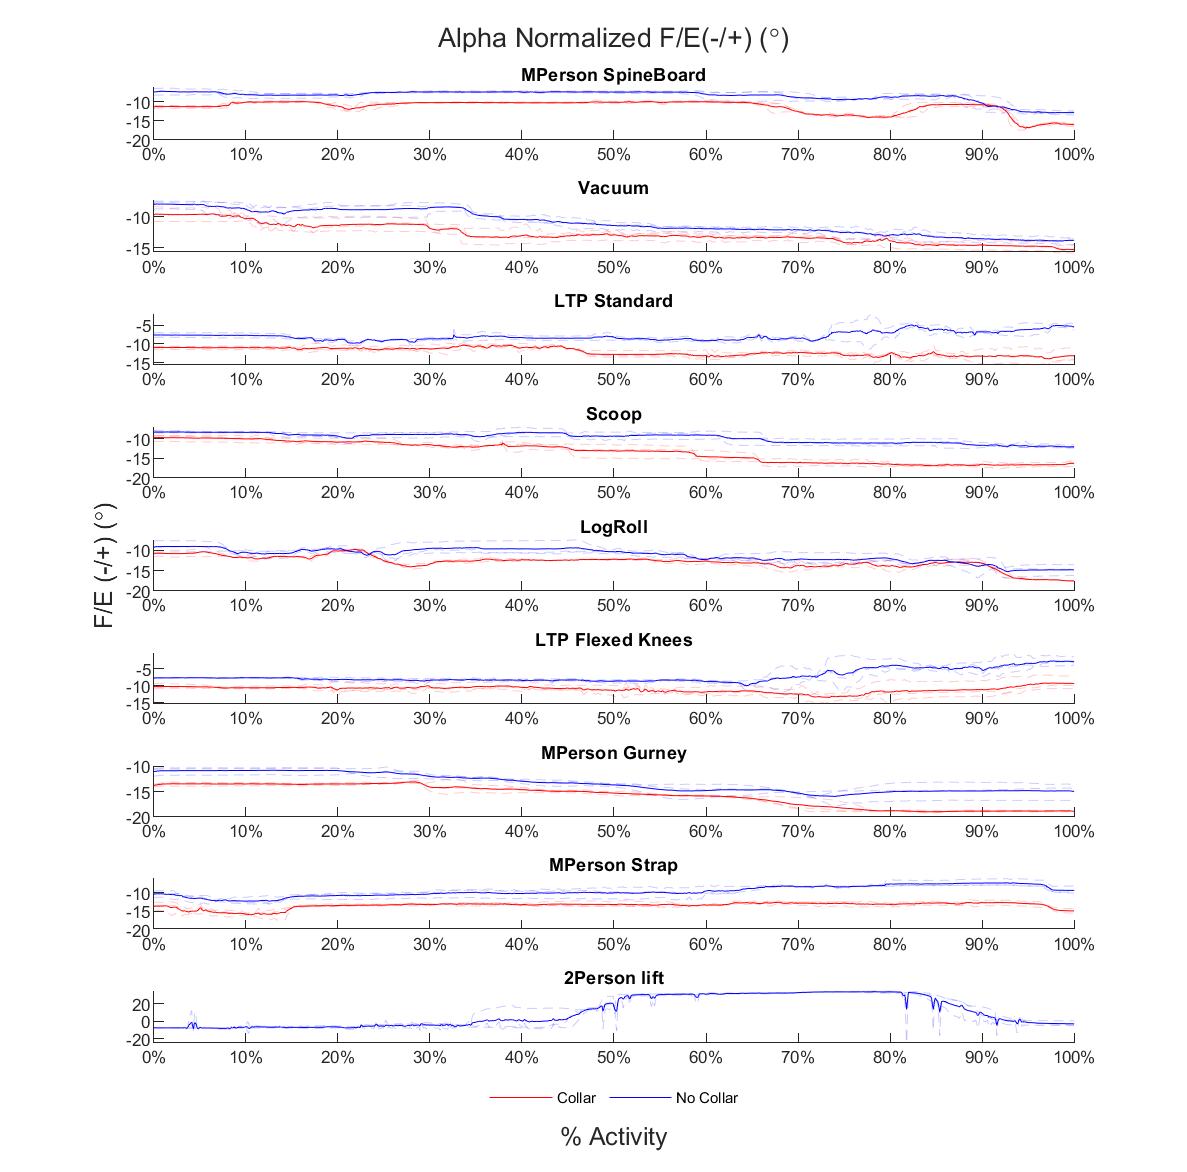 Alpha Normalized F/E(-/+) (°)
MPerson SpineBoard
-10
-15
-20
0% 10% 20% 30% 40% 50% 60% 70% 80% 90% 100%
Vacuum
-10
-15
0% 10% 20% 30% 40% 50% 60% 70% 80% 90% 100%
LTP Standard
-5
-10
-15
0% 10% 20% 30% 40% 50% 60% 70% 80% 90% 100%
Scoop
-10
-15
-20
0% 10% 20% 30% 40% 50% 60% 70% 80% 90% 100%
F/E (-/+) (°)
LogRoll
-10
-15
-20
0% 10% 20% 30% 40% 50% 60% 70% 80% 90% 100%
LTP Flexed Knees
-5
-10
-15
0% 10% 20% 30% 40% 50% 60% 70% 80% 90% 100%
MPerson Gurney
-10
-15
-20
0% 10% 20% 30% 40% 50% 60% 70% 80% 90% 100%
MPerson Strap
-10
-15
-20
0% 10% 20% 30% 40% 50% 60% 70% 80% 90% 100%
2Person lift
20
0
-20
0% 10% 20% 30% 40% 50% 60% 70% 80% 90% 100%
Collar No Collar
% Activity